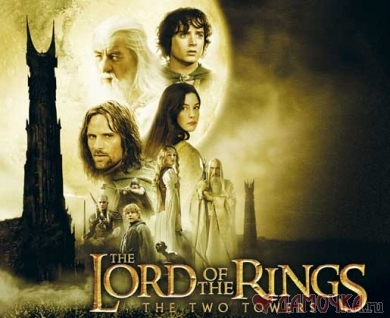 THE LORD OF THE RINGS
THE TWO TOWERS